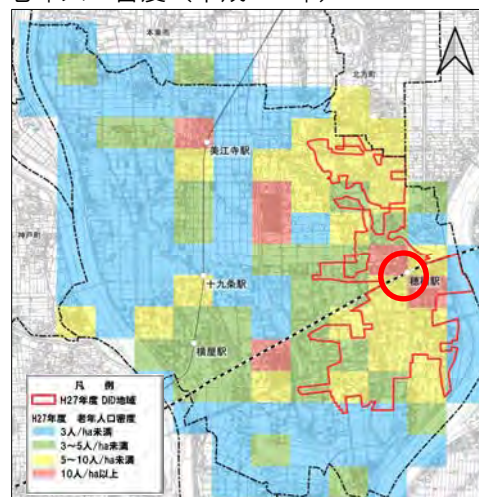 本巣市
北方町
美江寺駅
神戸町
十九条駅
穂積駅
横屋駅
凡 例
H27年度 DID地域
H27年度 老年人口密度
3人/ha未満
3～5人/ha未満
5～10人/ha未満
10人/ha以上